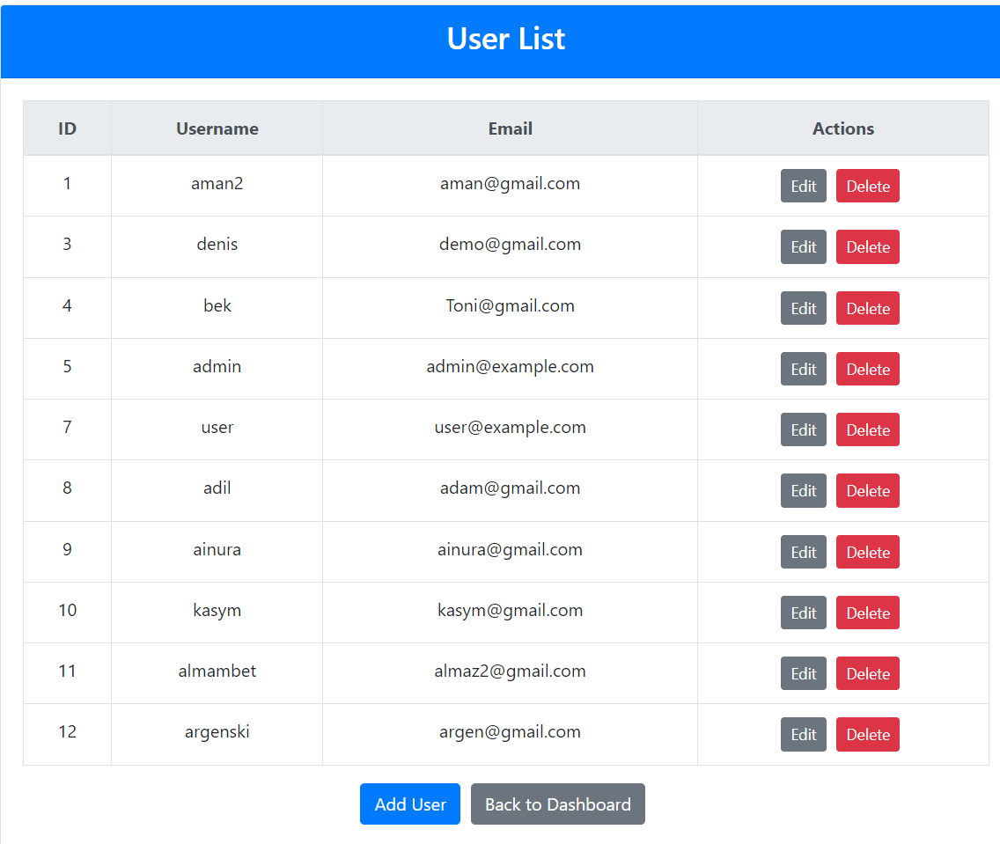 User List
ID Username Email Actions
1 aman2 aman@gmail.com Edit Delete
3 denis demo@gmail.com Edit Delete
4 bek Toni@gmail.com Edit Delete
5 admin admin@example.com Edit Delete
7 user user@example.com Edit Delete
8 adil adam@gmail.com Edit Delete
9 ainura ainura@gmail.com Edit Delete
10 kasym kasym@gmail.com Edit Delete
11 almambet almaz2@gmail.com Edit Delete
12 argenski argen@gmail.com Edit Delete
Add User Back to Dashboard